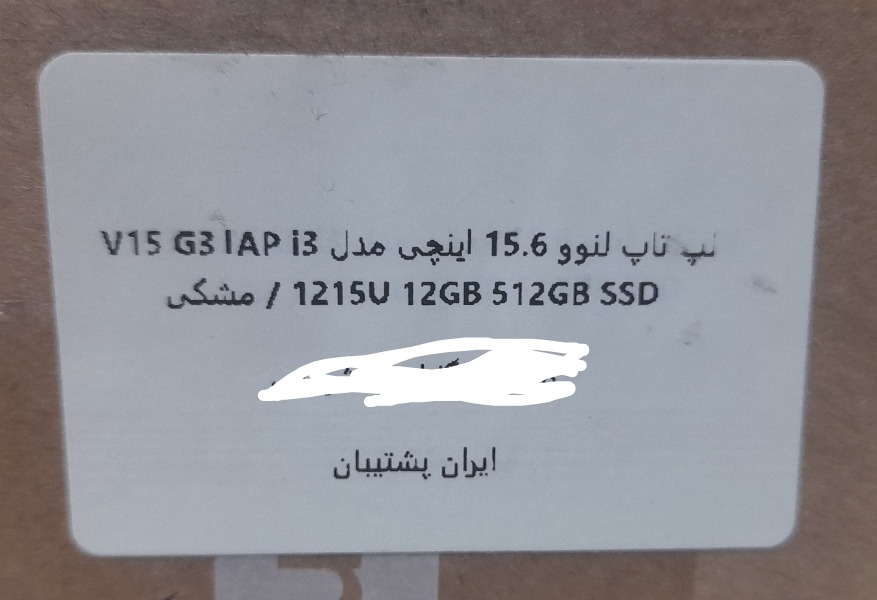 لپ تاپ لنوو 15.6 اینچی مدل V15 G3 IAP i3
1215U 12GB 512GB SSD / مشکی
ایران پشتیبان